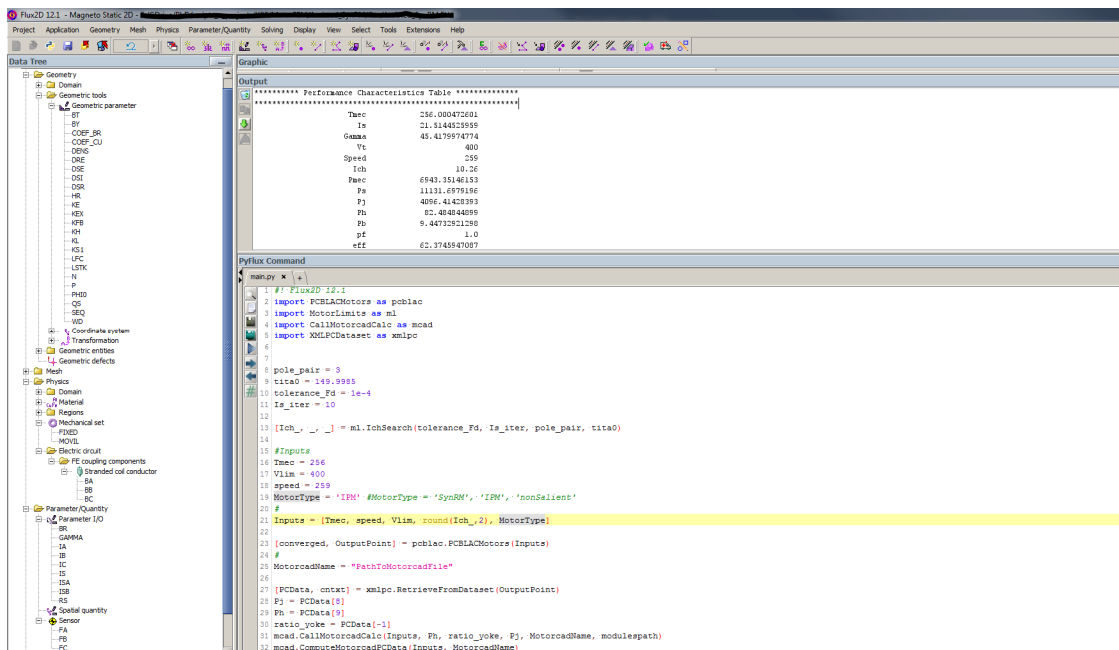 Flux2D 12.1 - Magneto Static 2D -
Project Application Geometry Mesh Physics Parameter/Quantity Solving Display View Select Tools Extensions Help
Data Tree
Geometry
Domain
Geometric tools
Geometric parameter
BT
BY
COEF_BR
COEF_CU
DENS
DRE
DSE
DSI
DSR
HR
KE
KEX
KFB
KH
KL
KS1
LFC
LSTK
N
P
PHI0
QS
SEQ
WD
Coordinate system
Transformation
Geometric entities
Geometric defects
Mesh
Physics
Domain
Material
Regions
Mechanical set
FIXED
MOVIL
Electric circuit
FE coupling components
Stranded coil conductor
BA
BB
BC
Parameter/Quantity
Parameter I/O
BR
GAMMA
IA
IB
IC
IS
ISA
ISB
RS
Spatial quantity
Sensor
FA
FB
FC
Graphic
Output
********** Performance Characteristics Table **************
Tmec 256.000472601
Is 21.5144525959
Gamma 45.4179974774
Vt 400
Speed 259
Ich 10.26
Pmec 6943.35146153
Ps 11131.6979196
Pj 4096.41428393
Ph 82.484844899
Pb 9.44732921298
pf 1.0
eff 62.3745947087
PyFlux Command
main.py × +
1 #! Flux2D 12.1
2 import PCBLACMotors as pcblac
3 import MotorLimits as ml
4 import CallMotorcadCalc as mcad
5 import XMLPCDataset as xmlpc
6
7
8 pole_pair = 3
9 tita0 = 149.9985
10 tolerance_Fd = 1e-4
11 Is_iter = 10
12
13 [Ich_, _, _] = ml.IchSearch(tolerance_Fd, Is_iter, pole_pair, tita0)
14
15 #Inputs
16 Tmec = 256
17 Vlim = 400
18 speed = 259
19 MotorType = 'IPM' #MotorType = 'SynRM', 'IPM', 'nonSalient'
20 #
21 Inputs = [Tmec, speed, Vlim, round(Ich_,2), MotorType]
22
23 [converged, OutputPoint] = pcblac.PCBLACMotors(Inputs)
24 #
25 MotorcadName = "PathToMotorcadFile"
26
27 [PCData, cntxt] = xmlpc.RetrieveFromDataset(OutputPoint)
28 Pj = PCData[8]
29 Ph = PCData[9]
30 ratio_yoke = PCData[-1]
31 mcad.CallMotorcadCalc(Inputs, Ph, ratio_yoke, Pj, MotorcadName, modulespath)
32 mcad.ComputeMotorcadPCData(Inputs, MotorcadName)